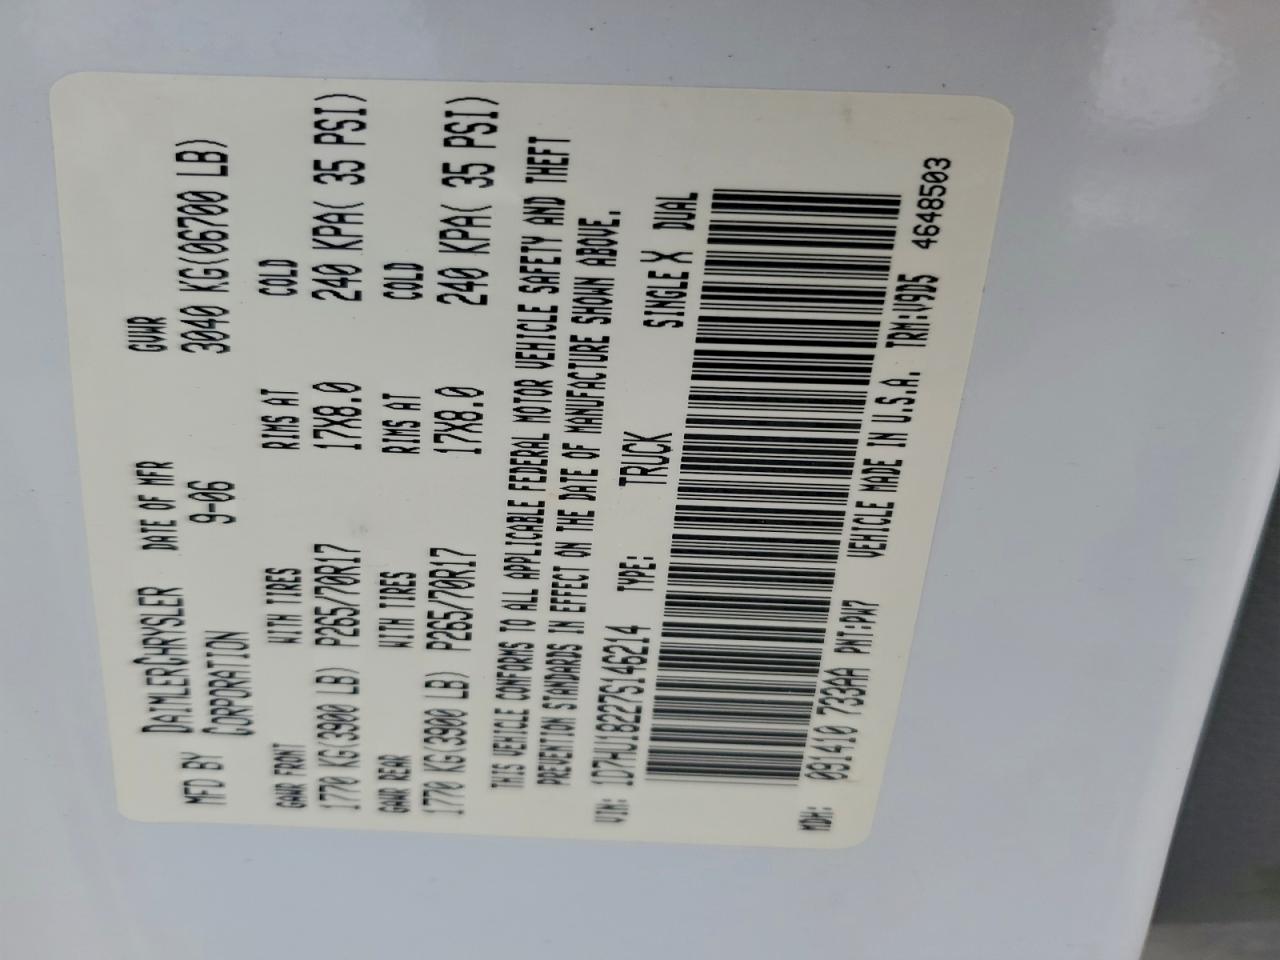 MFD BY DAIMLERCHRYSLER CORPORATION DATE OF MFR 9-06 GVWR 3040 KG(06700 LB)
GAWR FRONT WITH TIRES RIMS AT COLD
1770 KG(3900 LB) P265/70R17 17X8.0 240 KPA( 35 PSI)
GAWR REAR WITH TIRES RIMS AT COLD
1770 KG(3900 LB) P265/70R17 17X8.0 240 KPA( 35 PSI)
THIS VEHICLE CONFORMS TO ALL APPLICABLE FEDERAL MOTOR VEHICLE SAFETY AND THEFT
PREVENTION STANDARDS IN EFFECT ON THE DATE OF MANUFACTURE SHOWN ABOVE.
VIN: 1D7HU18227S146214 TYPE: TRUCK SINGLE X DUAL
MDH: 091410 733AA PNT:PW7 VEHICLE MADE IN U.S.A. TRM:V9D5 4648503